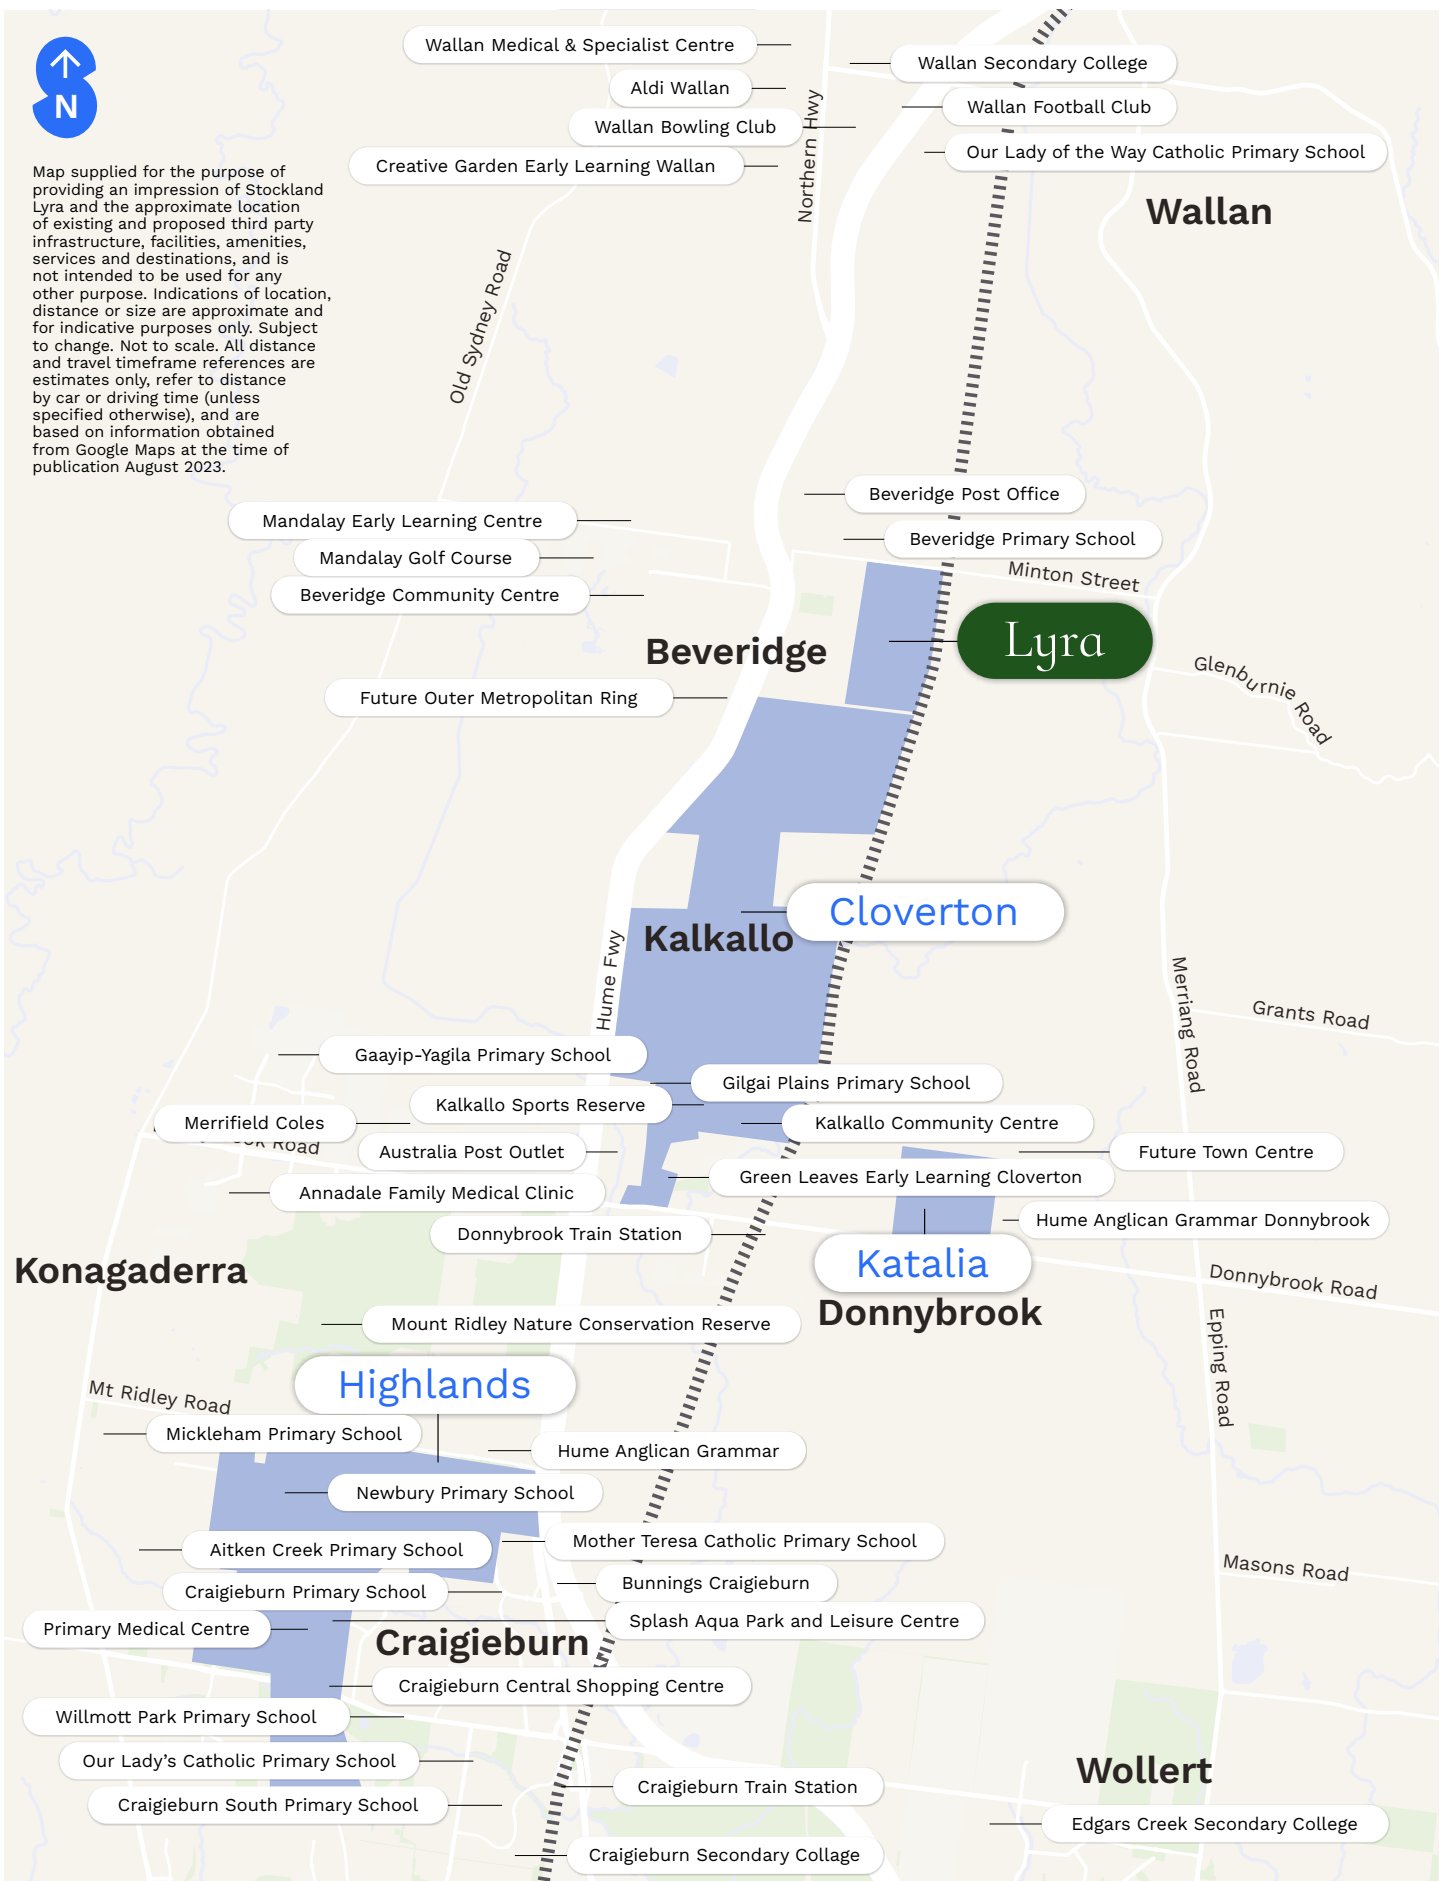 N
Map supplied for the purpose of
providing an impression of Stockland
Lyra and the approximate location
of existing and proposed third party
infrastructure, facilities, amenities,
services and destinations, and is
not intended to be used for any
other purpose. Indications of location,
distance or size are approximate and
for indicative purposes only. Subject
to change. Not to scale. All distance
and travel timeframe references are
estimates only, refer to distance
by car or driving time (unless
specified otherwise), and are
based on information obtained
from Google Maps at the time of
publication August 2023.
Wallan Medical & Specialist Centre
Wallan Secondary College
Aldi Wallan
Wallan Football Club
Wallan Bowling Club
Our Lady of the Way Catholic Primary School
Creative Garden Early Learning Wallan
Northern Hwy
Wallan
Old Sydney Road
Beveridge Post Office
Mandalay Early Learning Centre
Beveridge Primary School
Mandalay Golf Course
Minton Street
Beveridge Community Centre
Lyra
Beveridge
Glenburnie Road
Future Outer Metropolitan Ring
Cloverton
Kalkallo
Hume Fwy
Merriang Road
Grants Road
Gaayip-Yagila Primary School
Gilgai Plains Primary School
Kalkallo Sports Reserve
Merrifield Coles
Kalkallo Community Centre
Road
Australia Post Outlet
Future Town Centre
Green Leaves Early Learning Cloverton
Annadale Family Medical Clinic
Hume Anglican Grammar Donnybrook
Donnybrook Train Station
Katalia
Konagaderra
Donnybrook Road
Donnybrook
Mount Ridley Nature Conservation Reserve
Epping Road
Highlands
Mt Ridley Road
Mickleham Primary School
Hume Anglican Grammar
Newbury Primary School
Mother Teresa Catholic Primary School
Aitken Creek Primary School
Masons Road
Bunnings Craigieburn
Craigieburn Primary School
Splash Aqua Park and Leisure Centre
Primary Medical Centre
Craigieburn
Craigieburn Central Shopping Centre
Willmott Park Primary School
Our Lady's Catholic Primary School
Wollert
Craigieburn Train Station
Craigieburn South Primary School
Edgars Creek Secondary College
Craigieburn Secondary Collage